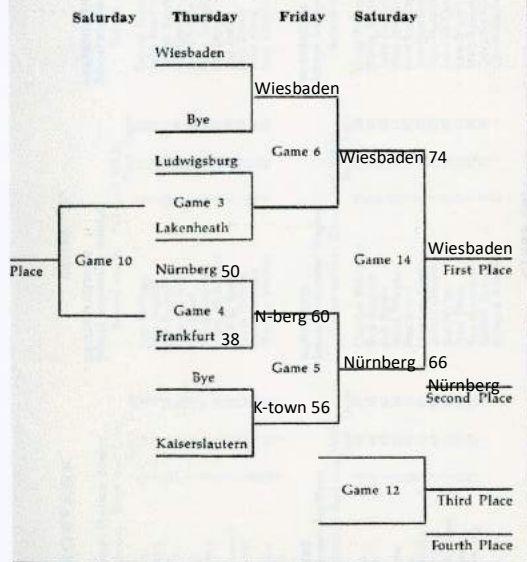 Saturday Thursday Friday Saturday
Wiesbaden
Wiesbaden
Bye
Game 6
Wiesbaden 74
Ludwigsburg
Game 3
Lakenheath
Wiesbaden
Place
Game 10
Game 14
First Place
Nürnberg 50
Game 4
N-berg 60
Frankfurt 38
Game 5
Nürnberg 66
Bye
Nürnberg
Second Place
K-town 56
Kaiserslautern
Game 12
Third Place
Fourth Place